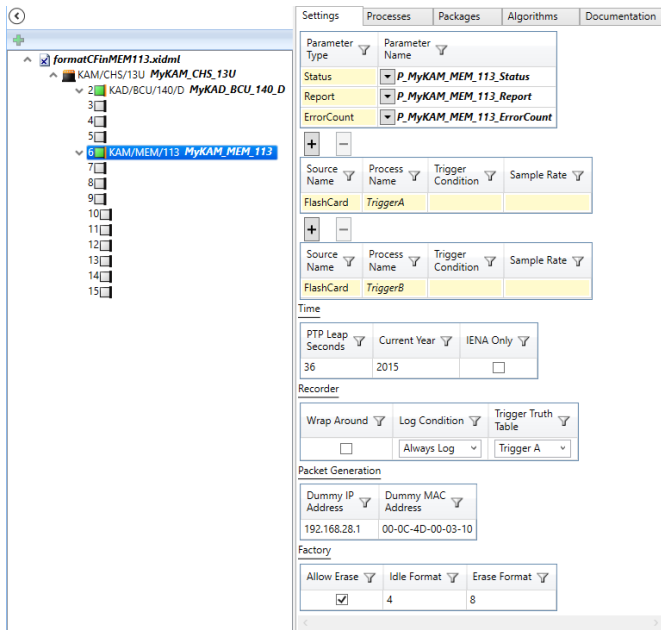 formatCFinMEM113.xidml
KAM/CHS/13U MyKAM_CHS_13U
2 KAD/BCU/140/D MyKAD_BCU_140_D
3
4
5
6 KAM/MEM/113 MyKAM_MEM_113
7
8
9
10
11
12
13
14
15
Settings Processes Packages Algorithms Documentation
Parameter Type Parameter Name
Status P_MyKAM_MEM_113_Status
Report P_MyKAM_MEM_113_Report
ErrorCount P_MyKAM_MEM_113_ErrorCount
+ −
Source Name Process Name Trigger Condition Sample Rate
FlashCard TriggerA
+ −
Source Name Process Name Trigger Condition Sample Rate
FlashCard TriggerB
Time
PTP Leap Seconds Current Year IENA Only
36 2015
Recorder
Wrap Around Log Condition Trigger Truth Table
Always Log Trigger A
Packet Generation
Dummy IP Address Dummy MAC Address
192.168.28.1 00-0C-4D-00-03-10
Factory
Allow Erase Idle Format Erase Format
4 8